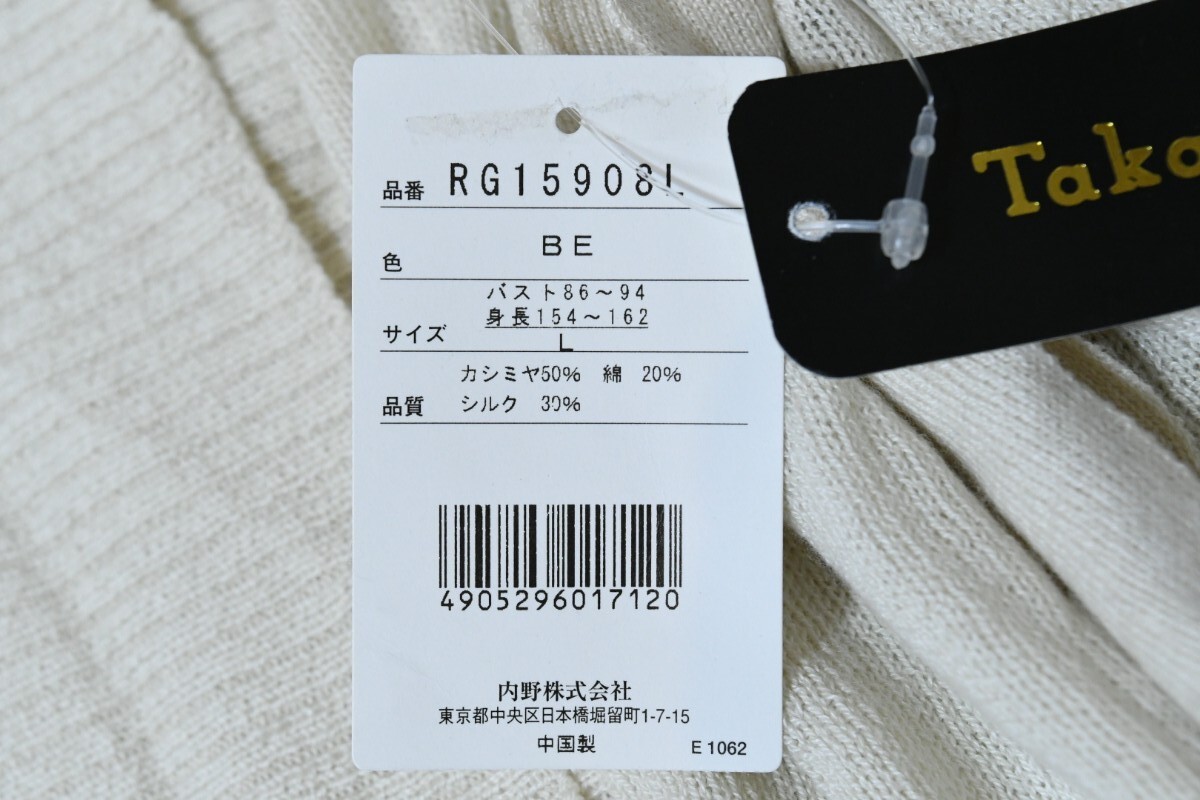 品番 RG15908L
色 BE
バスト86～94
身長154～162
サイズ L
カシミヤ50% 綿 20%
品質 シルク 30%
4905296017120
内野株式会社
東京都中央区日本橋堀留町1-7-15
中国製 E 1062
Tako